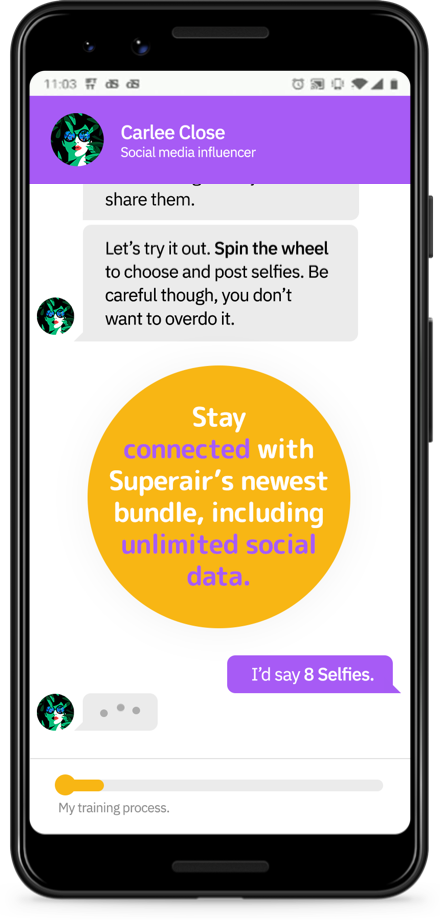 11:03
Carlee Close
Social media influencer
share them.
Let's try it out. Spin the wheel
to choose and post selfies. Be
careful though, you don't
want to overdo it.
Stay
connected with
Superair's newest
bundle, including
unlimited social
data.
I'd say 8 Selfies.
My training process.